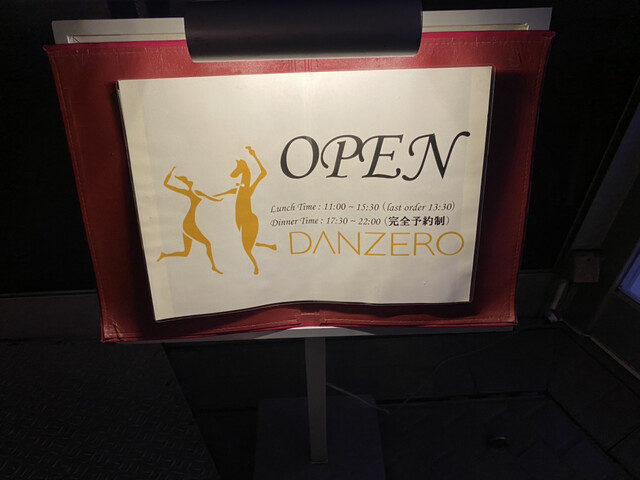 OPEN
Lunch Time : 11:00 ~ 15:30 (last order 13:30)
Dinner Time : 17:30 ~ 22:00 (完全予約制)
DANZERO